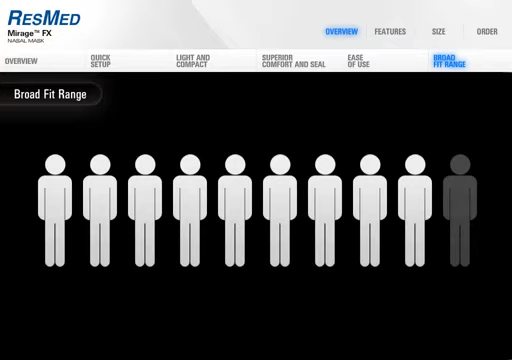 RESMED
Mirage™ FX
NASAL MASK
OVERVIEW
FEATURES
SIZE
ORDER
OVERVIEW
QUICK
SETUP
LIGHT AND
COMPACT
SUPERIOR
COMFORT AND SEAL
EASE
OF USE
BROAD
FIT RANGE
Broad Fit Range